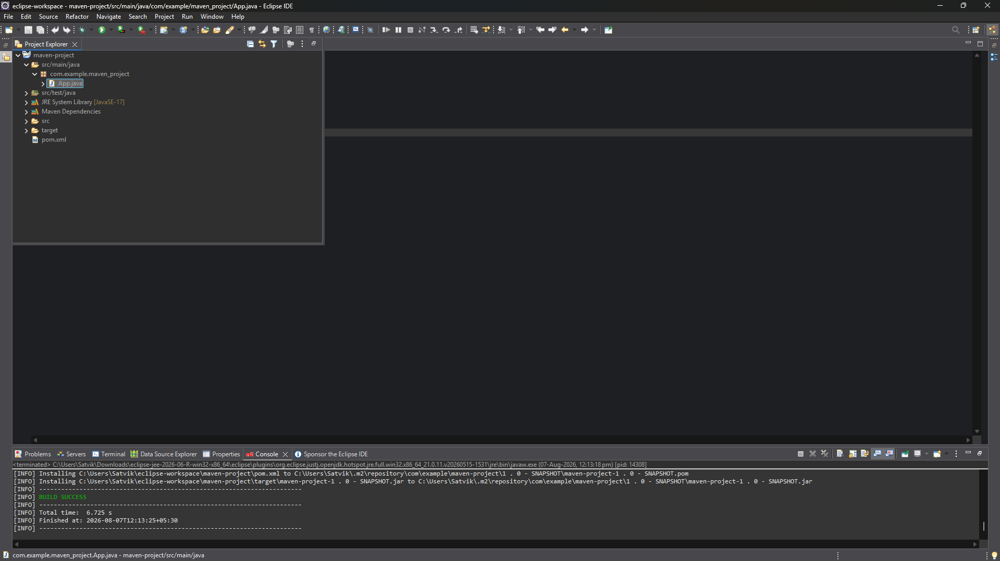 eclipse-workspace - maven-project/src/main/java/com/example/maven_project/App.java - Eclipse IDE
File Edit Source Refactor Navigate Search Project Run Window Help
Project Explorer
maven-project
src/main/java
com.example.maven_project
App.java
src/test/java
JRE System Library [JavaSE-17]
Maven Dependencies
src
target
pom.xml
Problems Servers Terminal Data Source Explorer Properties Console Sponsor the Eclipse IDE
<terminated> C:\Users\Satvik\Downloads\eclipse-jee-2026-06-R-win32-x86_64\eclipse\plugins\org.eclipse.justj.openjdk.hotspot.jre.full.win32.x86_64_21.0.11.v20260515-1531\jre\bin\javaw.exe (07-Aug-2026, 12:13:18 pm) [pid: 14308]
[INFO] Installing C:\Users\Satvik\eclipse-workspace\maven-project\pom.xml to C:\Users\Satvik\.m2\repository\com\example\maven-project\1 . 0 - SNAPSHOT\maven-project-1 . 0 - SNAPSHOT.pom
[INFO] Installing C:\Users\Satvik\eclipse-workspace\maven-project\target\maven-project-1 . 0 - SNAPSHOT.jar to C:\Users\Satvik\.m2\repository\com\example\maven-project\1 . 0 - SNAPSHOT\maven-project-1 . 0 - SNAPSHOT.jar
[INFO] ------------------------------------------------------------------------
[INFO] BUILD SUCCESS
[INFO] ------------------------------------------------------------------------
[INFO] Total time:  6.725 s
[INFO] Finished at: 2026-08-07T12:13:25+05:30
[INFO] ------------------------------------------------------------------------
com.example.maven_project.App.java - maven-project/src/main/java